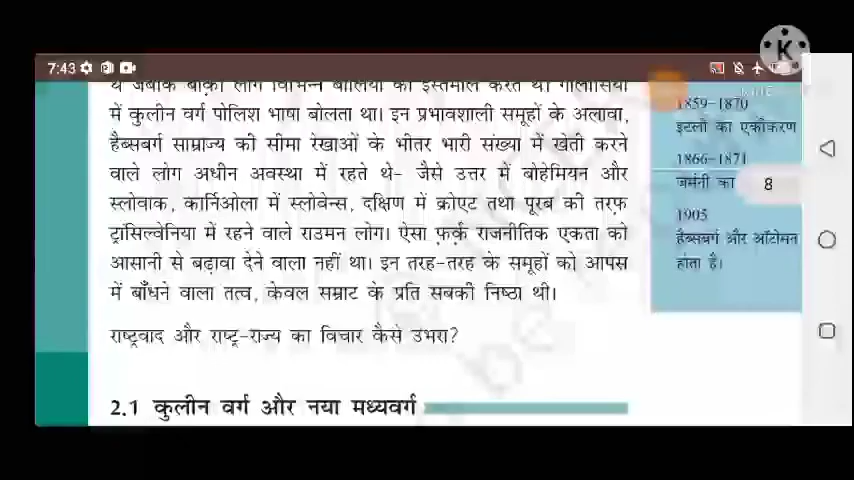 7:43
थे जबकि बाक़ी लोग विभिन्न बोलियों का इस्तेमाल करते थे। गालीसिया
में कुलीन वर्ग पोलिश भाषा बोलता था। इन प्रभावशाली समूहों के अलावा,
हैब्सबर्ग साम्राज्य की सीमा रेखाओं के भीतर भारी संख्या में खेती करने
वाले लोग अधीन अवस्था में रहते थे- जैसे उत्तर में बोहेमियन और
स्लोवाक, कार्निओला में स्लोवेन्स, दक्षिण में क्रोएट तथा पूरब की तरफ़
ट्रांसिल्वेनिया में रहने वाले राउमन लोग। ऐसा फ़र्क़ राजनीतिक एकता को
आसानी से बढ़ावा देने वाला नहीं था। इन तरह-तरह के समूहों को आपस
में बाँधने वाला तत्व, केवल सम्राट के प्रति सबकी निष्ठा थी।
राष्ट्रवाद और राष्ट्र-राज्य का विचार कैसे उभरा?
2.1 कुलीन वर्ग और नया मध्यवर्ग
1859-1870
इटली का एकीकरण
1866-1871
जर्मनी का
8
1905
हैब्सबर्ग और ऑटोमन
होता है।
K